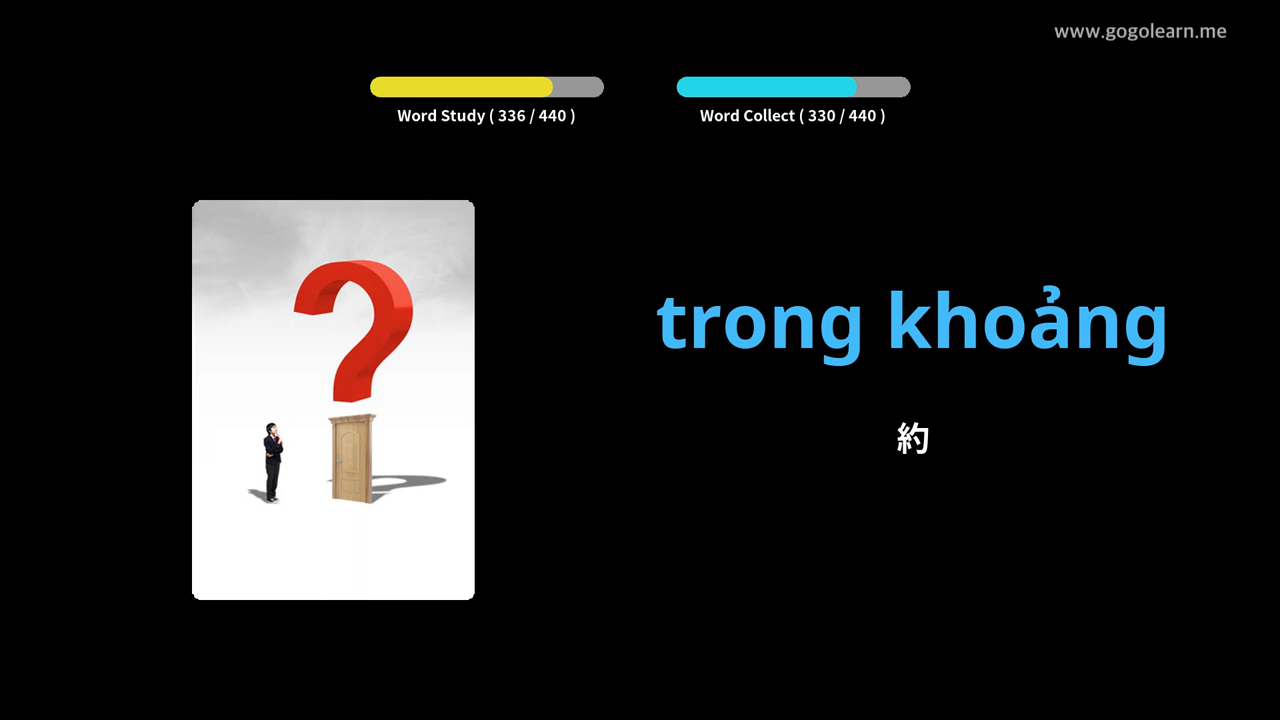 www.gogolearn.me
Word Study ( 336 / 440 )
Word Collect ( 330 / 440 )
trong khoảng
約